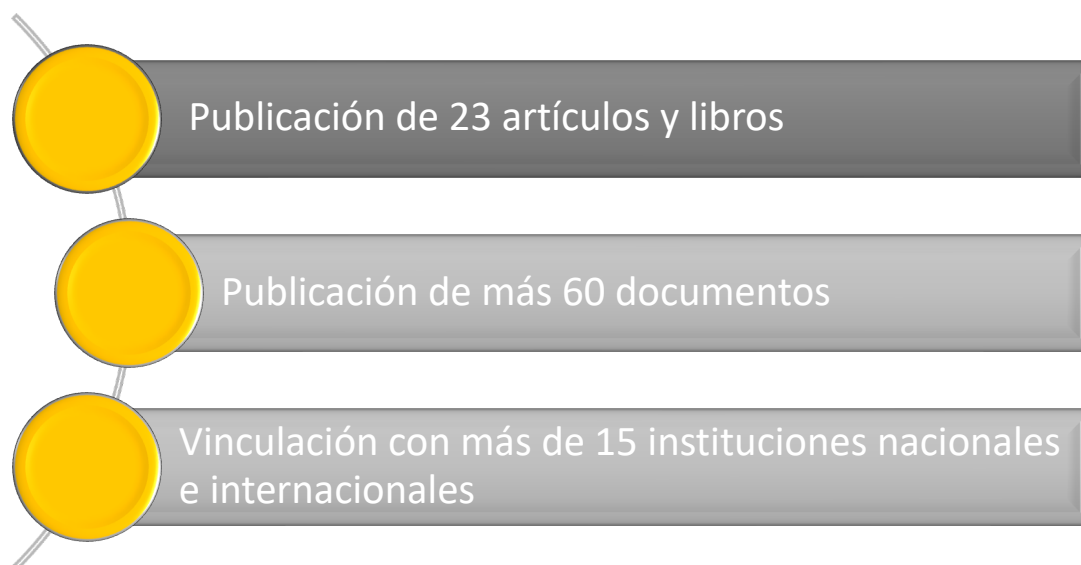 Publicación de 23 artículos y libros
Publicación de más 60 documentos
Vinculación con más de 15 instituciones nacionales
e internacionales